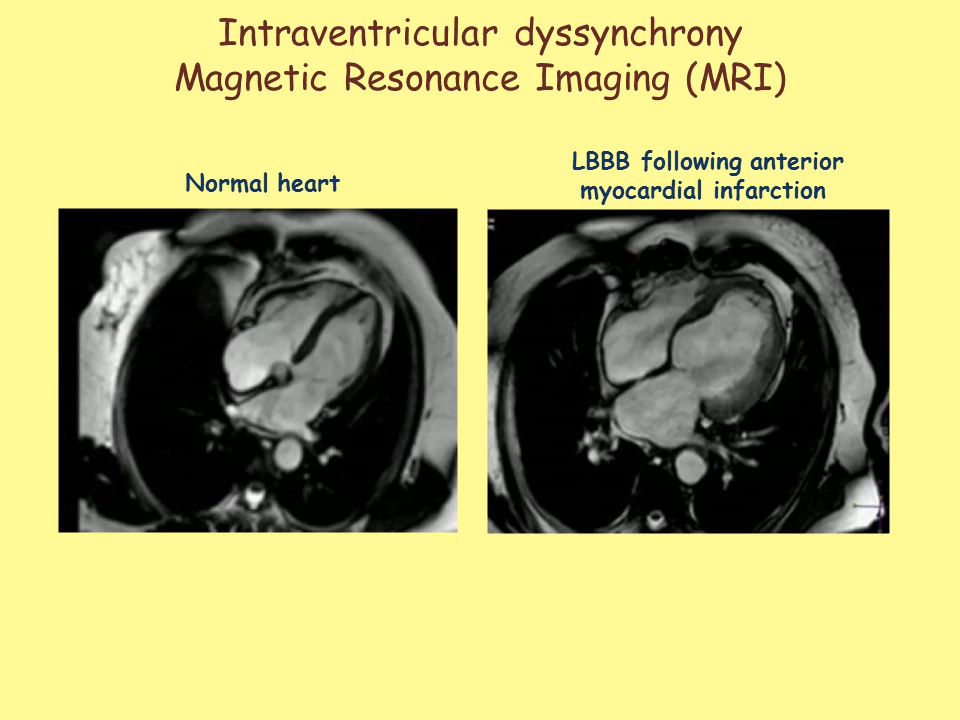 Intraventricular dyssynchrony
Magnetic Resonance Imaging (MRI)
Normal heart
LBBB following anterior
myocardial infarction